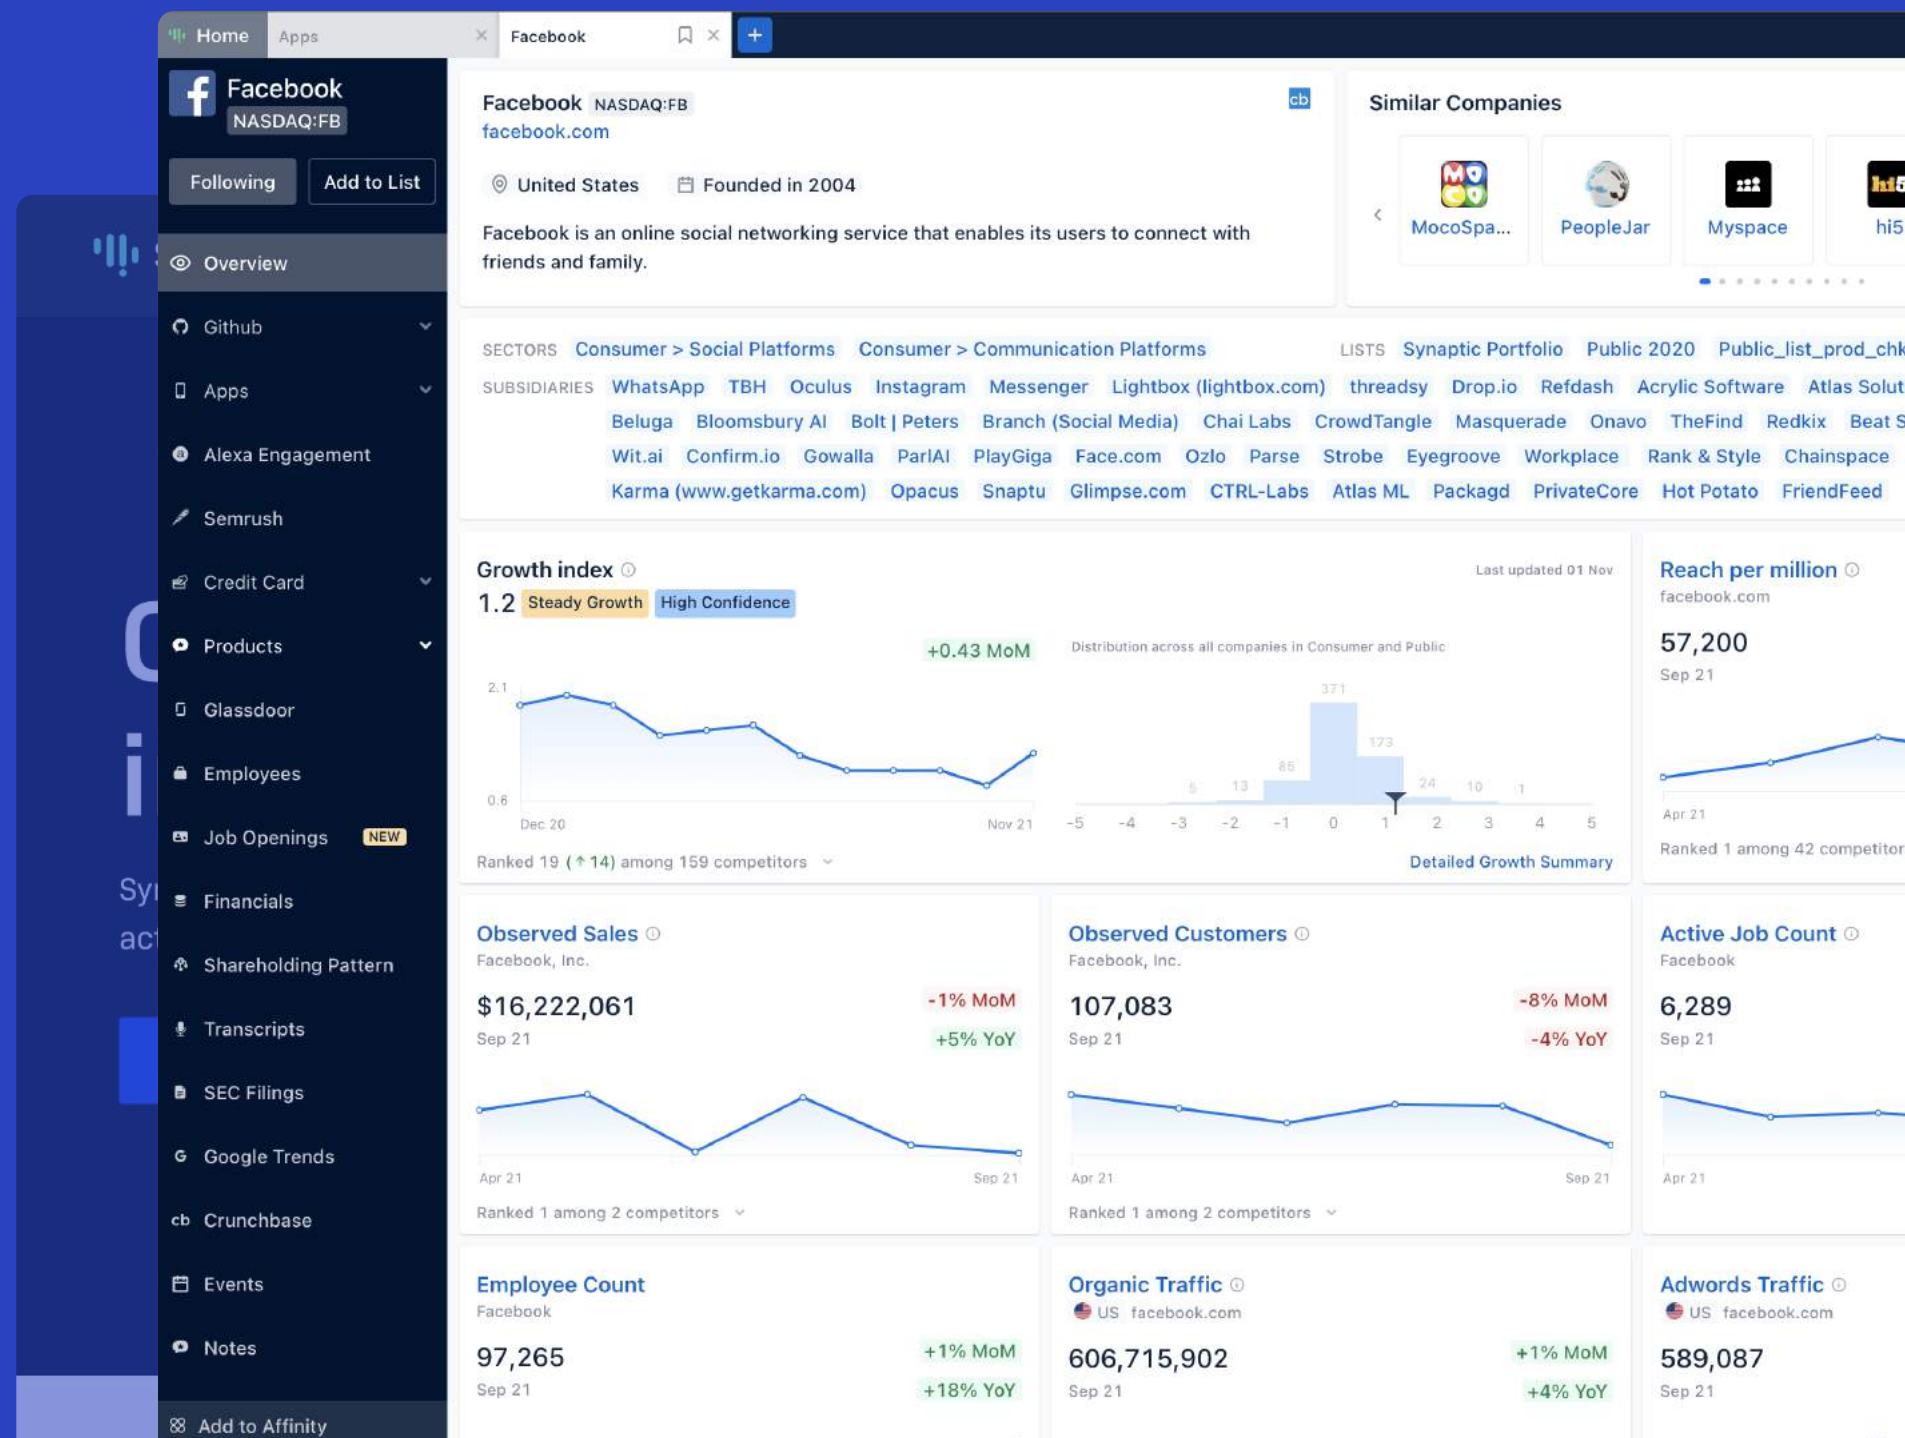 Home
Apps
Facebook
Facebook
NASDAQ:FB
Following
Add to List
Overview
Github
Apps
Alexa Engagement
Semrush
Credit Card
Products
Glassdoor
Employees
Job Openings NEW
Financials
Shareholding Pattern
Transcripts
SEC Filings
Google Trends
cb Crunchbase
Events
Notes
Add to Affinity
Facebook NASDAQ:FB
cb
facebook.com
United States Founded in 2004
Facebook is an online social networking service that enables its users to connect with
friends and family.
Similar Companies
MocoSpa...
PeopleJar
Myspace
hi5
SECTORS Consumer > Social Platforms Consumer > Communication Platforms
LISTS Synaptic Portfolio Public 2020 Public_list_prod_chk
SUBSIDIARIES WhatsApp TBH Oculus Instagram Messenger Lightbox (lightbox.com) threadsy Drop.io Refdash Acrylic Software Atlas Solut
Beluga Bloomsbury AI Bolt | Peters Branch (Social Media) Chai Labs CrowdTangle Masquerade Onavo TheFind Redkix Beat S
Wit.ai Confirm.io Gowalla ParlAI PlayGiga Face.com Ozlo Parse Strobe Eyegroove Workplace Rank & Style Chainspace
Karma (www.getkarma.com) Opacus Snaptu Glimpse.com CTRL-Labs Atlas ML Packagd PrivateCore Hot Potato FriendFeed
Growth index
Last updated 01 Nov
1.2 Steady Growth High Confidence
+0.43 MoM
2.1
0.6
Dec 20
Nov 21
Distribution across all companies in Consumer and Public
5 13 85 371 173 24 10 1
-5 -4 -3 -2 -1 0 1 2 3 4 5
Ranked 19 (↑14) among 159 competitors
Detailed Growth Summary
Reach per million
facebook.com
57,200
Sep 21
Apr 21
Ranked 1 among 42 competitor
Observed Sales
Facebook, Inc.
$16,222,061
Sep 21
-1% MoM
+5% YoY
Apr 21
Sep 21
Ranked 1 among 2 competitors
Observed Customers
Facebook, Inc.
107,083
Sep 21
-8% MoM
-4% YoY
Apr 21
Sep 21
Ranked 1 among 2 competitors
Active Job Count
Facebook
6,289
Sep 21
Apr 21
Employee Count
Facebook
97,265
Sep 21
+1% MoM
+18% YoY
Organic Traffic
US facebook.com
606,715,902
Sep 21
+1% MoM
+4% YoY
Adwords Traffic
US facebook.com
589,087
Sep 21